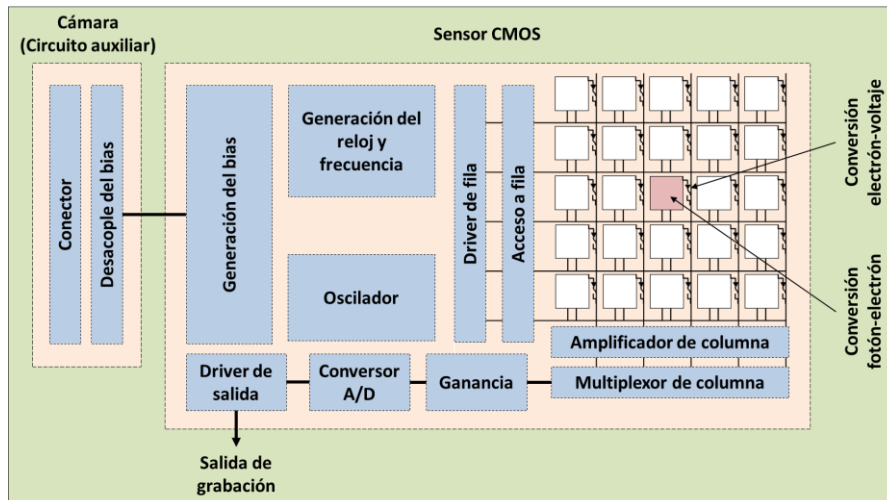 Cámara
(Circuito auxiliar)
Sensor CMOS
Conector
Desacople del bias
Generación del bias
Generación del
reloj y
frecuencia
Oscilador
Driver de fila
Acceso a fila
Conversión
electrón-voltaje
Conversión
fotón-electrón
Amplificador de columna
Driver de
salida
Conversor
A/D
Ganancia
Multiplexor de columna
Salida de
grabación